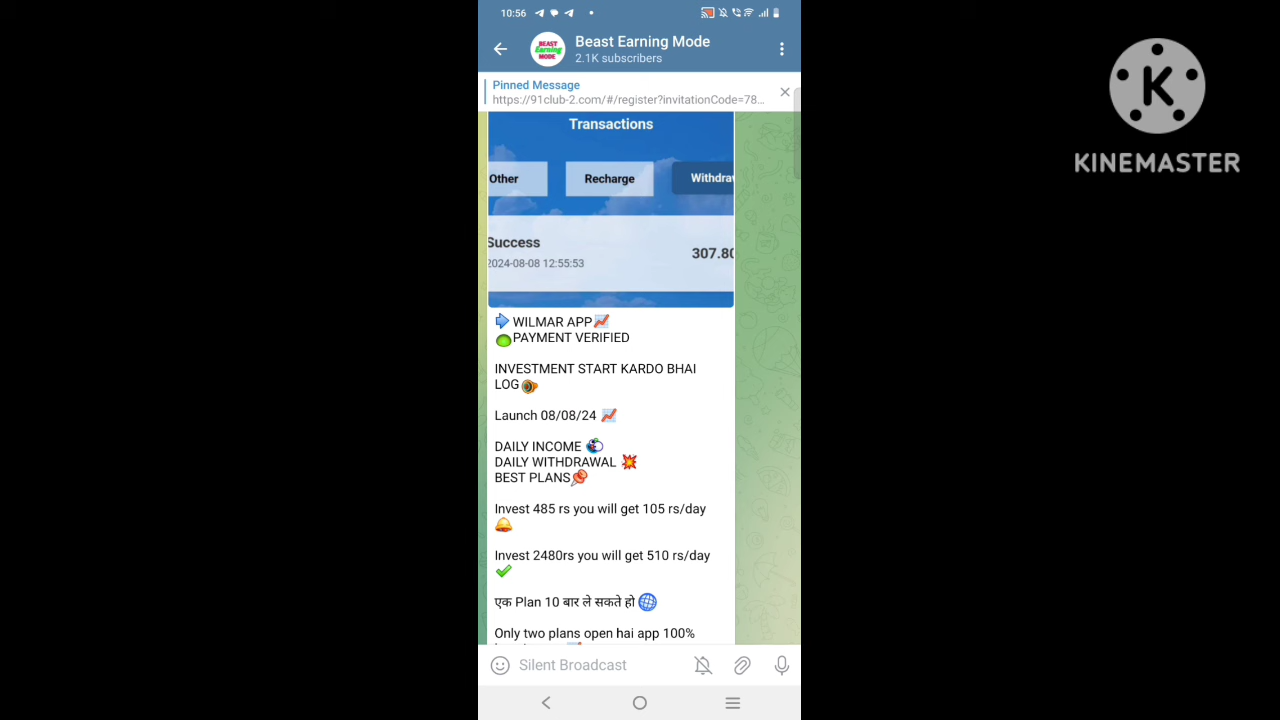 10:56
BEAST
Earning
MODE
Beast Earning Mode
2.1K subscribers
Pinned Message
https://91club-2.com/#/register?invitationCode=78...
Transactions
Other
Recharge
Withdraw
Success
307.80
2024-08-08 12:55:53
WILMAR APP
PAYMENT VERIFIED
INVESTMENT START KARDO BHAI
LOG
Launch 08/08/24
DAILY INCOME
DAILY WITHDRAWAL
BEST PLANS
Invest 485 rs you will get 105 rs/day
Invest 2480rs you will get 510 rs/day
एक Plan 10 बार ले सकते हो
Only two plans open hai app 100%
Silent Broadcast
K
KINEMASTER